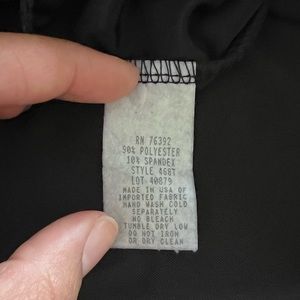 RN 76392
90% POLYESTER
10% SPANDEX
STYLE 4687
LOT 40879
MADE IN USA OF
IMPORTED FABRIC
HAND WASH COLD
SEPARATELY
NO BLEACH
TUMBLE DRY LOW
DO NOT IRON
OR DRY CLEAN